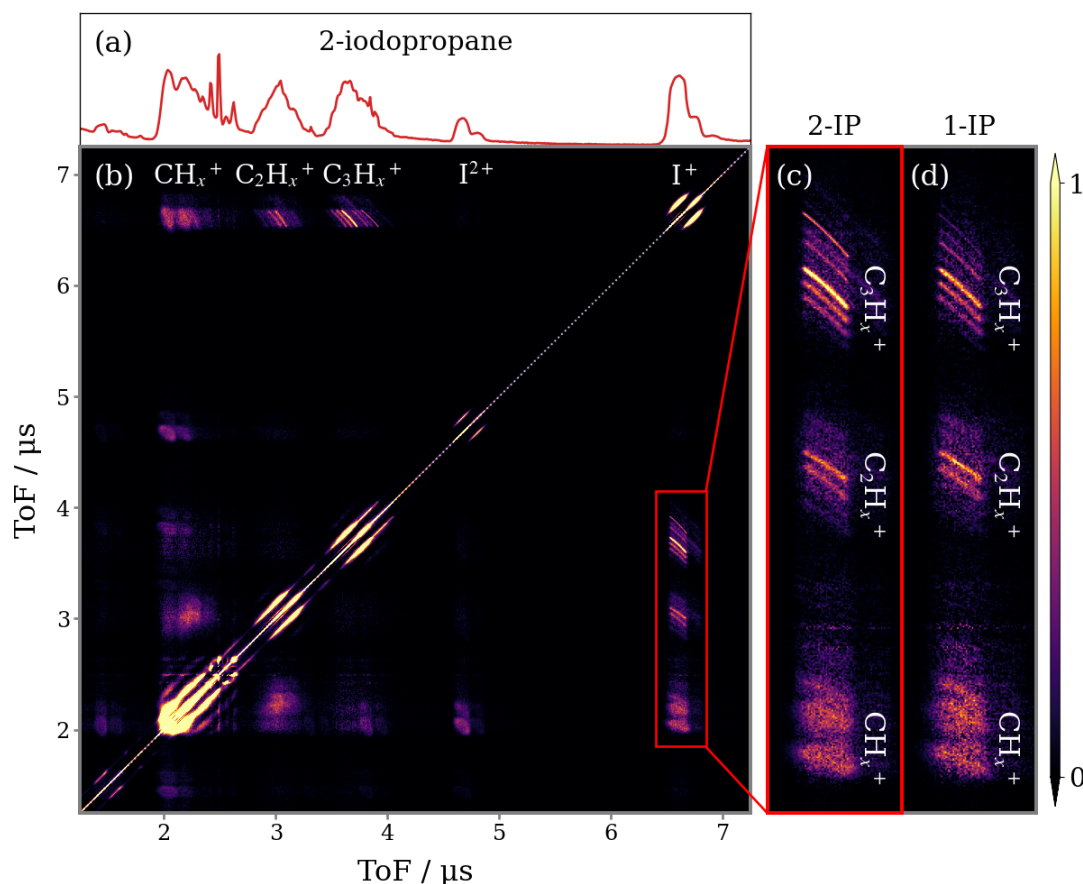 (a) 2-iodopropane
2-IP 1-IP
(b) CHₓ⁺ C₂Hₓ⁺ C₃Hₓ⁺ I²⁺ I⁺ (c) (d) 1
7
6
5
4
3
2
ToF / μs
C₃Hₓ⁺ C₃Hₓ⁺
C₂Hₓ⁺ C₂Hₓ⁺
CHₓ⁺ CHₓ⁺
0
2 3 4 5 6 7
ToF / μs